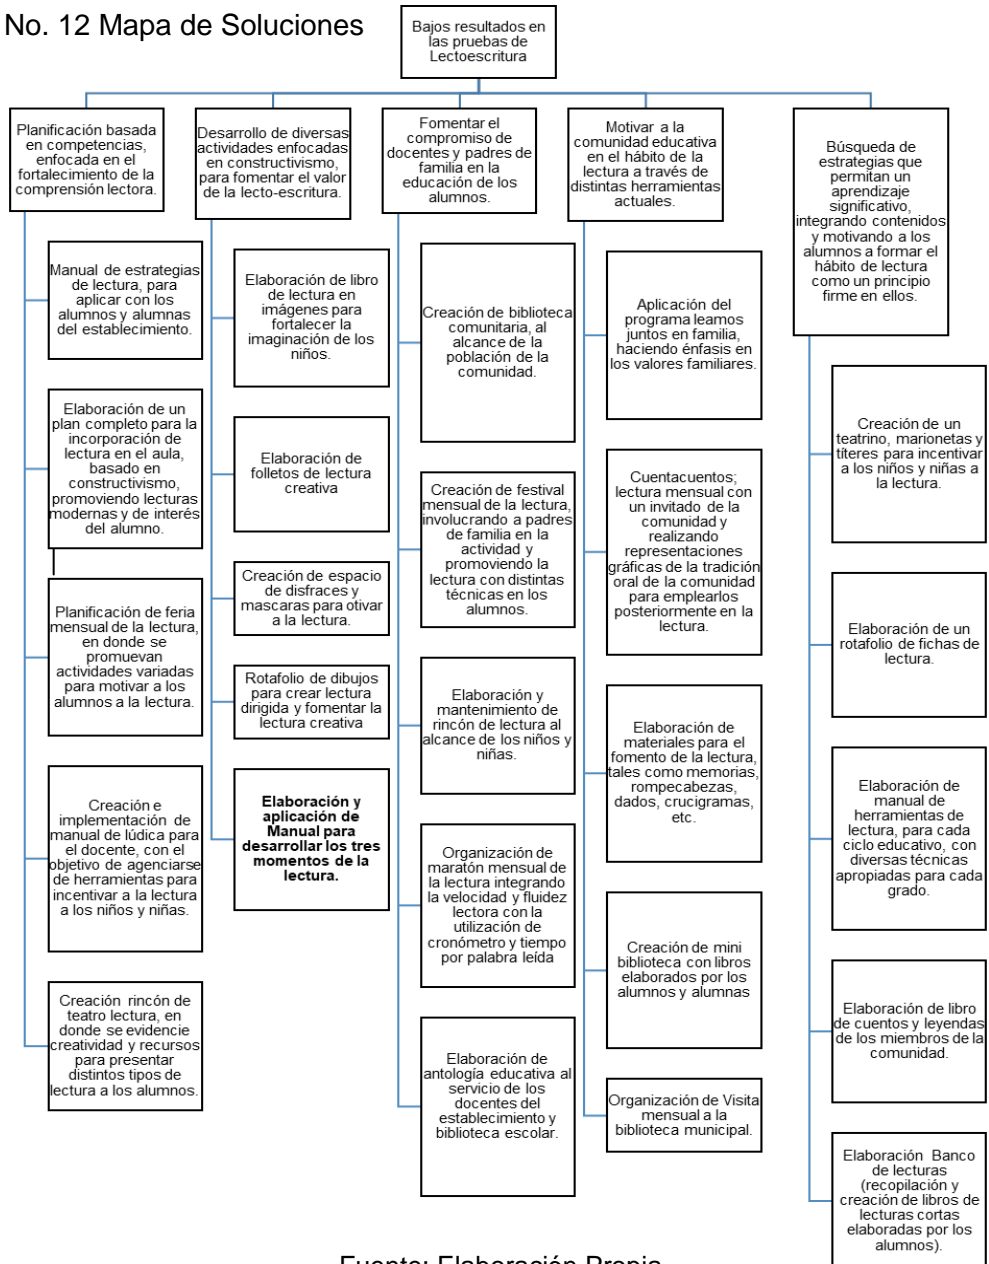 No. 12 Mapa de Soluciones
Bajos resultados en
las pruebas de
Lectoescritura
Planificación basada
en competencias,
enfocada en el
fortalecimiento de la
comprensión lectora.
Manual de estrategias
de lectura, para
aplicar con los
alumnos y alumnas
del establecimiento.
Elaboración de un
plan completo para la
incorporación de
lectura en el aula,
basado en
constructivismo,
promoviendo lecturas
modernas y de interés
del alumno.
Planificación de feria
mensual de la lectura,
en donde se
promuevan
actividades variadas
para motivar a los
alumnos a la lectura.
Creación e
implementación de
manual de lúdica para
el docente, con el
objetivo de agenciarse
de herramientas para
incentivar a la lectura
a los niños y niñas.
Creación rincón de
teatro lectura, en
donde se evidencie
creatividad y recursos
para presentar
distintos tipos de
lectura a los alumnos.
Desarrollo de diversas
actividades enfocadas
en constructivismo,
para fomentar el valor
de la lecto-escritura.
Elaboración de libro
de lectura en
imágenes para
fortalecer la
imaginación de los
niños.
Elaboración de
folletos de lectura
creativa
Creación de espacio
de disfraces y
mascaras para otivar
a la lectura.
Rotafolio de dibujos
para crear lectura
dirigida y fomentar la
lectura creativa
Elaboración y
aplicación de
Manual para
desarrollar los tres
momentos de la
lectura.
Fomentar el
compromiso de
docentes y padres de
familia en la
educación de los
alumnos.
Creación de biblioteca
comunitaria, al
alcance de la
población de la
comunidad.
Creación de festival
mensual de la lectura,
involucrando a padres
de familia en la
actividad y
promoviendo la
lectura con distintas
técnicas en los
alumnos.
Elaboración y
mantenimiento de
rincón de lectura al
alcance de los niños y
niñas.
Organización de
maratón mensual de
la lectura integrando
la velocidad y fluidez
lectora con la
utilización de
cronómetro y tiempo
por palabra leída
Elaboración de
antología educativa al
servicio de los
docentes del
establecimiento y
biblioteca escolar.
Motivar a la
comunidad educativa
en el hábito de la
lectura a través de
distintas herramientas
actuales.
Aplicación del
programa leamos
juntos en familia,
haciendo énfasis en
los valores familiares.
Cuentacuentos;
lectura mensual con
un invitado de la
comunidad y
realizando
representaciones
gráficas de la tradición
oral de la comunidad
para emplearlos
posteriormente en la
lectura.
Elaboración de
materiales para el
fomento de la lectura,
tales como memorias,
rompecabezas,
dados, crucigramas,
etc.
Creación de mini
biblioteca con libros
elaborados por los
alumnos y alumnas
Organización de Visita
mensual a la
biblioteca municipal.
Búsqueda de
estrategias que
permitan un
aprendizaje
significativo,
integrando contenidos
y motivando a los
alumnos a formar el
hábito de lectura
como un principio
firme en ellos.
Creación de un
teatrino, marionetas y
títeres para incentivar
a los niños y niñas a
la lectura.
Elaboración de un
rotafolio de fichas de
lectura.
Elaboración de
manual de
herramientas de
lectura, para cada
ciclo educativo, con
diversas técnicas
apropiadas para cada
grado.
Elaboración de libro
de cuentos y leyendas
de los miembros de la
comunidad.
Elaboración Banco
de lecturas
(recopilación y
creación de libros de
lecturas cortas
elaboradas por los
alumnos).
Fuente: Elaboración Propia